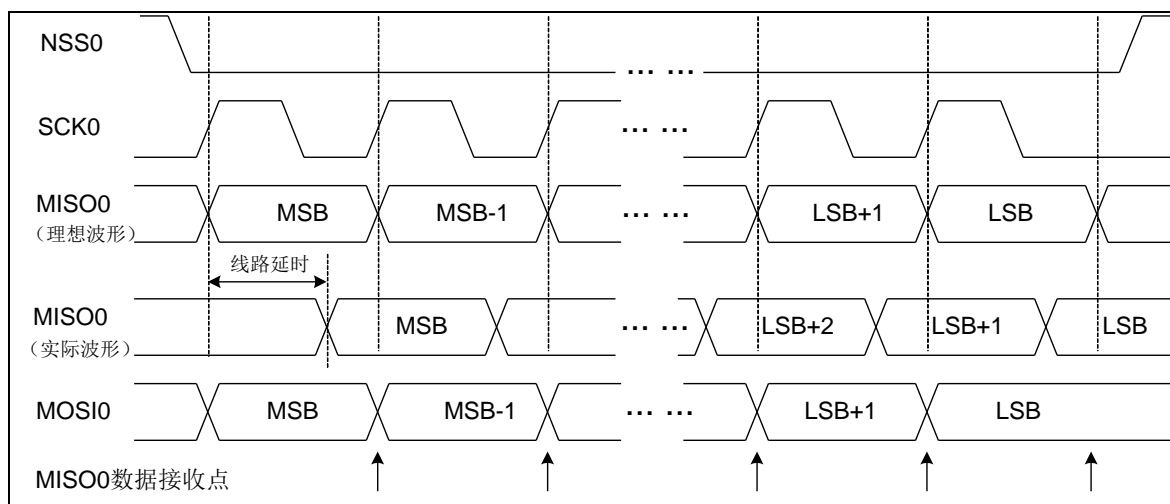 NSS0
... ...
SCK0
... ...
MISO0 MSB MSB-1 ... ... LSB+1 LSB
（理想波形）
线路延时
MISO0 MSB ... ... LSB+2 LSB+1 LSB
（实际波形）
MOSI0 MSB MSB-1 ... ... LSB+1 LSB
MISO0数据接收点